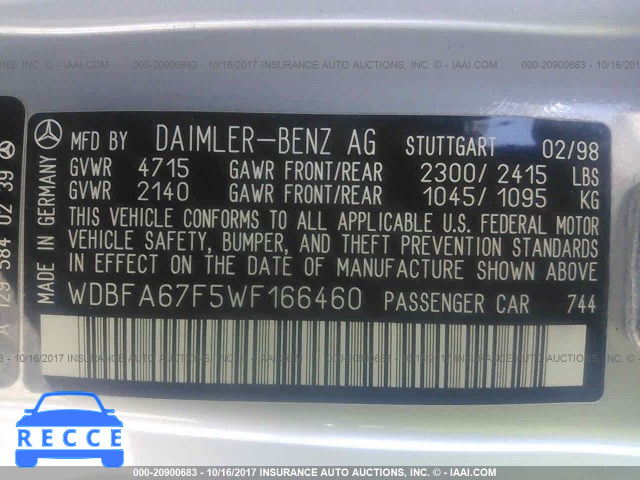 000-20900683 - 10/16/2017 INSURANCE AUTO AUCTIONS, INC. - © - IAAI.COM
MFD BY DAIMLER-BENZ AG STUTTGART 02/98
GVWR 4715 GAWR FRONT/REAR 2300/ 2415 LBS
GVWR 2140 GAWR FRONT/REAR 1045/ 1095 KG
THIS VEHICLE CONFORMS TO ALL APPLICABLE U.S. FEDERAL MOTOR
VEHICLE SAFETY, BUMPER, AND THEFT PREVENTION STANDARDS
IN EFFECT ON THE DATE OF MANUFACTURE SHOWN ABOVE
WDBFA67F5WF166460 PASSENGER CAR 744
MADE IN GERMANY
A 129 584 02 39
RECCE
000-20900683 - 10/16/2017 INSURANCE AUTO AUCTIONS, INC. - © - IAAI.COM